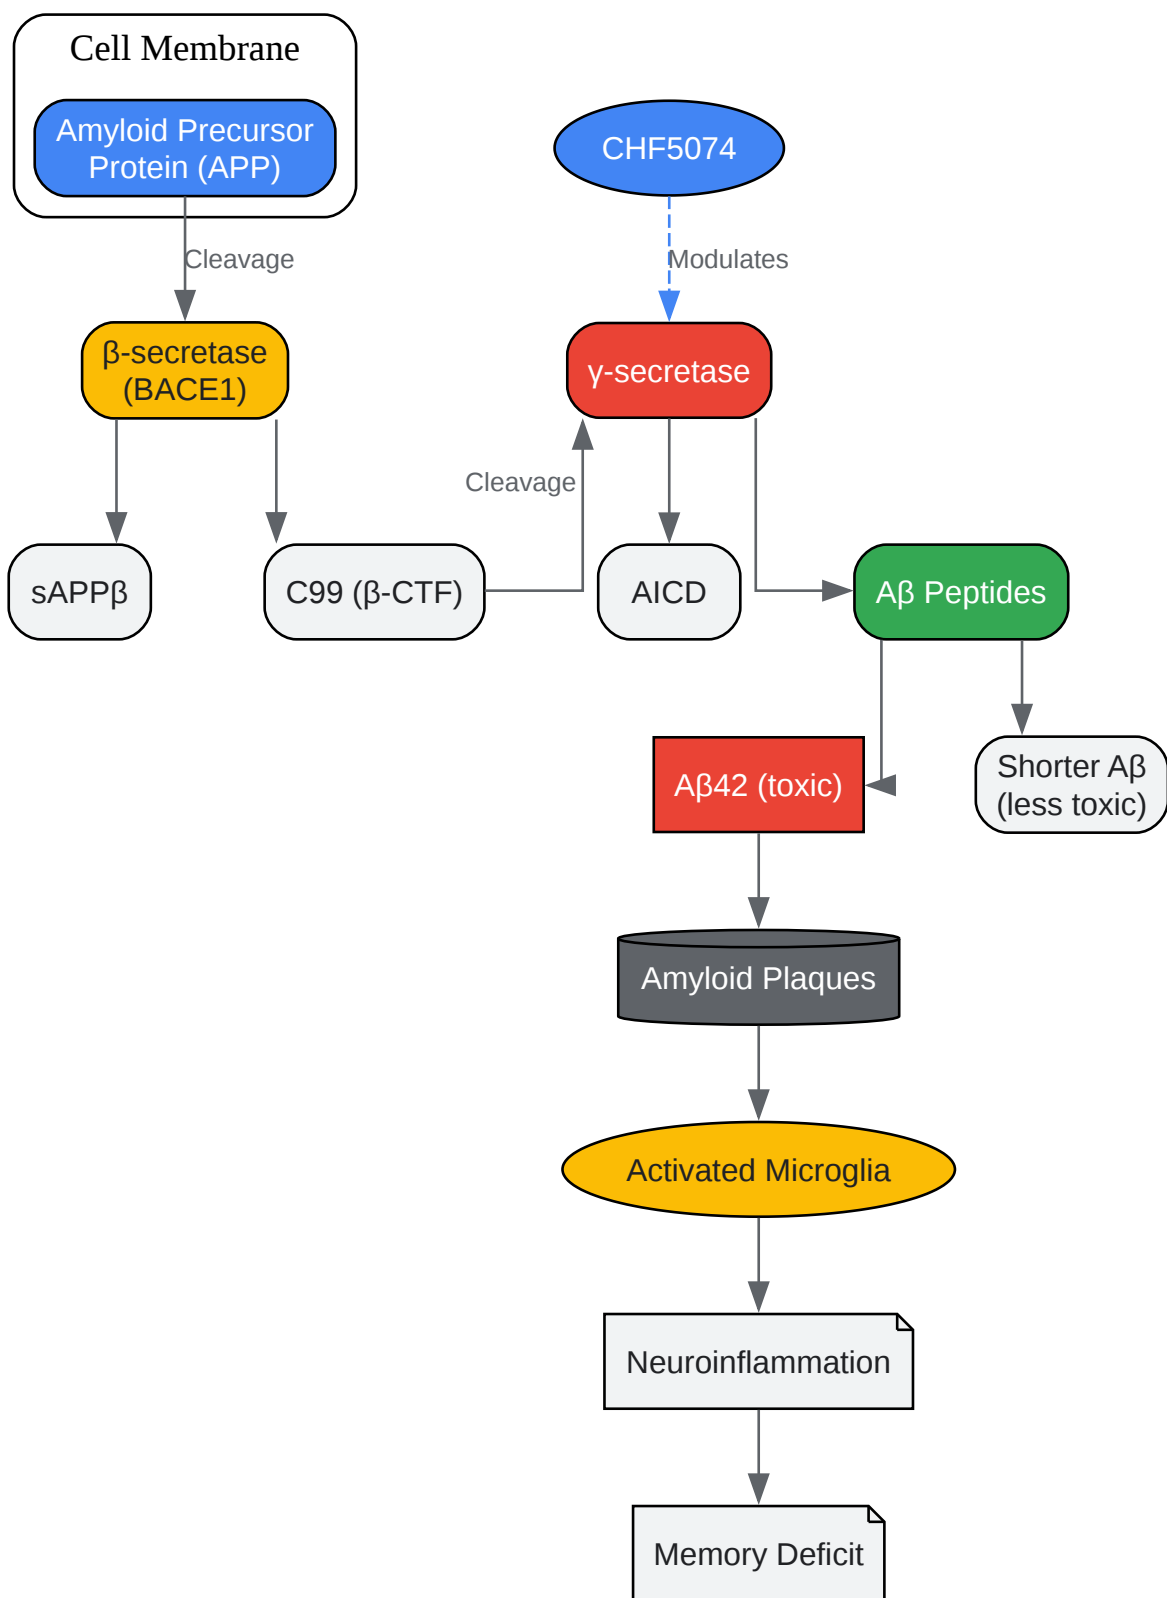 Cell Membrane
Amyloid Precursor
Protein (APP)
CHF5074
Cleavage
Modulates
β-secretase
(BACE1)
γ-secretase
Cleavage
sAPPβ
C99 (β-CTF)
AICD
Aβ Peptides
Aβ42 (toxic)
Shorter Aβ
(less toxic)
Amyloid Plaques
Activated Microglia
Neuroinflammation
Memory Deficit